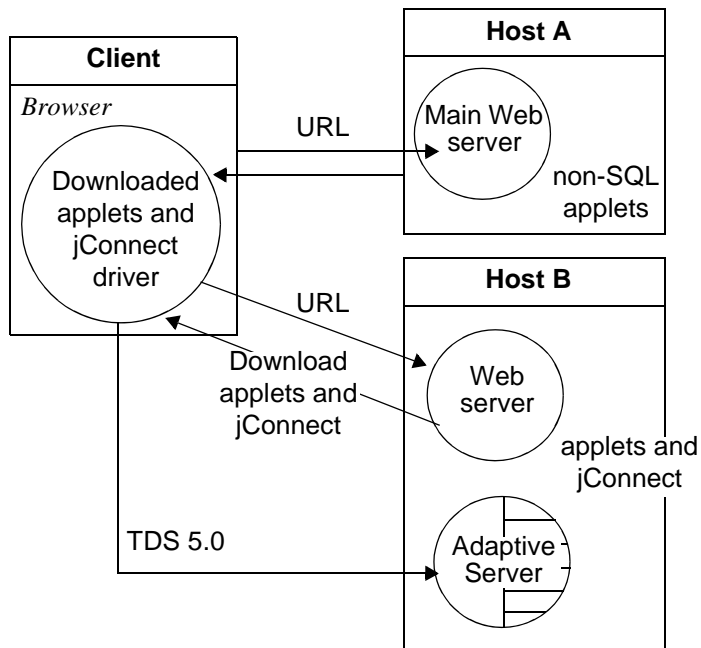 Client
Browser
Downloaded
applets and
jConnect
driver
URL
Host A
Main Web
server
non-SQL
applets
URL
Download
applets and
jConnect
Host B
Web
server
applets and
jConnect
TDS 5.0
Adaptive
Server